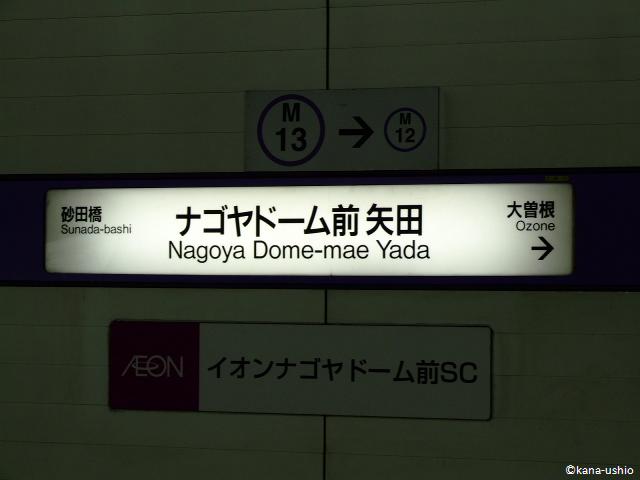 M
13
M
12
砂田橋
Sunada-bashi
ナゴヤドーム前 矢田
Nagoya Dome-mae Yada
大曽根
Ozone
ÆON
イオンナゴヤドーム前SC
©kana-ushio